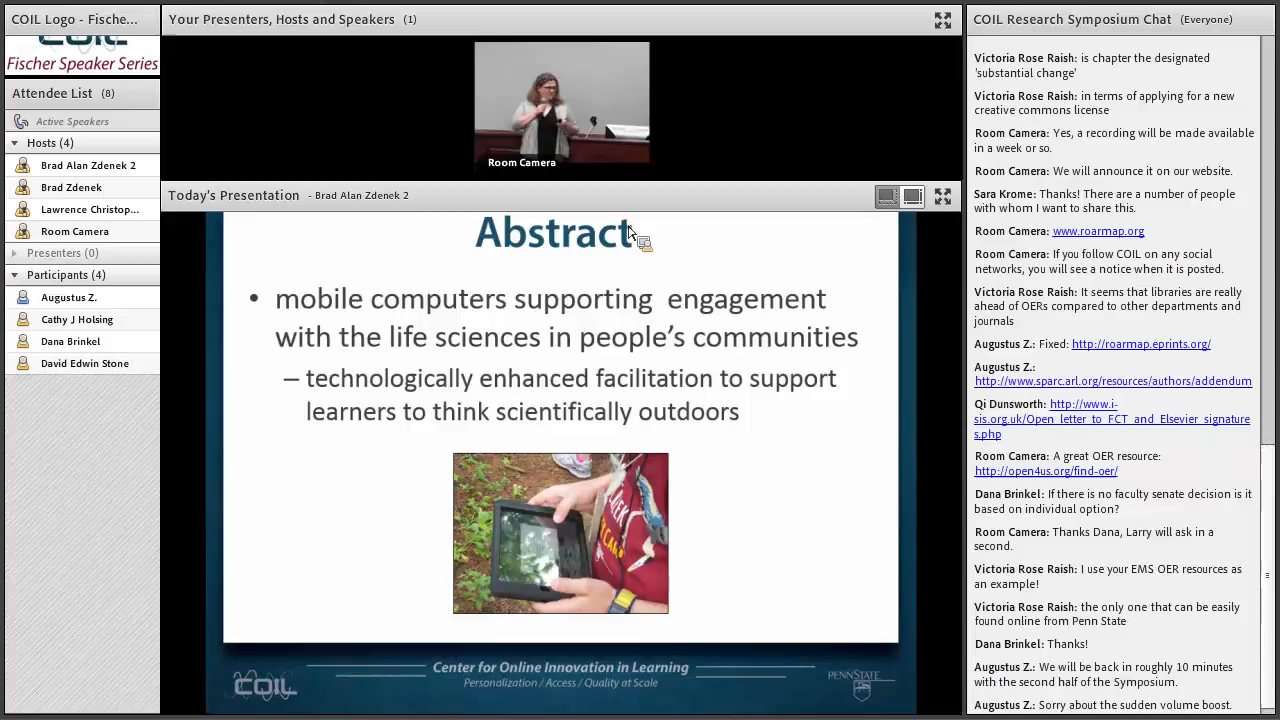 COIL Logo - Fische...
COIL
Fischer Speaker Series
Attendee List (8)
Active Speakers
Hosts (4)
Brad Alan Zdenek 2
Brad Zdenek
Lawrence Christop...
Room Camera
Presenters (0)
Participants (4)
Augustus Z.
Cathy J Holsing
Dana Brinkel
David Edwin Stone
Your Presenters, Hosts and Speakers (1)
Room Camera
Today's Presentation - Brad Alan Zdenek 2
Abstract
• mobile computers supporting engagement
with the life sciences in people's communities
– technologically enhanced facilitation to support
learners to think scientifically outdoors
Center for Online Innovation in Learning
Personalization / Access / Quality at Scale
COIL
PENNSTATE
COIL Research Symposium Chat (Everyone)
Victoria Rose Raish: is chapter the designated
'substantial change'
Victoria Rose Raish: in terms of applying for a new
creative commons license
Room Camera: Yes, a recording will be made available
in a week or so.
Room Camera: We will announce it on our website.
Sara Krome: Thanks! There are a number of people
with whom I want to share this.
Room Camera: www.roarmap.org
Room Camera: If you follow COIL on any social
networks, you will see a notice when it is posted.
Victoria Rose Raish: It seems that libraries are really
ahead of OERs compared to other departments and
journals
Augustus Z.: Fixed: http://roarmap.eprints.org/
Augustus Z.:
http://www.sparc.arl.org/resources/authors/addendum
Qi Dunsworth: http://www.i-
sis.org.uk/Open_letter_to_FCT_and_Elsevier_signature
s.php
Room Camera: A great OER resource:
http://open4us.org/find-oer/
Dana Brinkel: If there is no faculty senate decision is it
based on individual option?
Room Camera: Thanks Dana, Larry will ask in a
second.
Victoria Rose Raish: I use your EMS OER resources as
an example!
Victoria Rose Raish: the only one that can be easily
found online from Penn State
Dana Brinkel: Thanks!
Augustus Z.: We will be back in roughly 10 minutes
with the second half of the Symposium.
Augustus Z.: Sorry about the sudden volume boost.